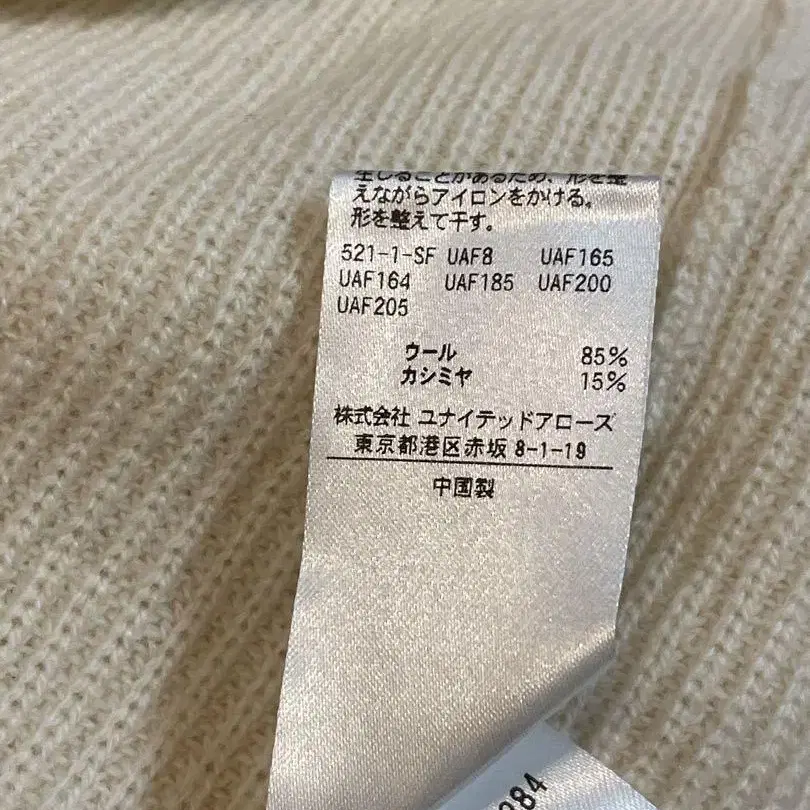 生じることがあるため、形を整
えながらアイロンをかける。
形を整えて干す。
521-1-SF UAF8 UAF165
UAF164 UAF185 UAF200
UAF205
ウール 85%
カシミヤ 15%
株式会社 ユナイテッドアローズ
東京都港区赤坂 8-1-19
中国製